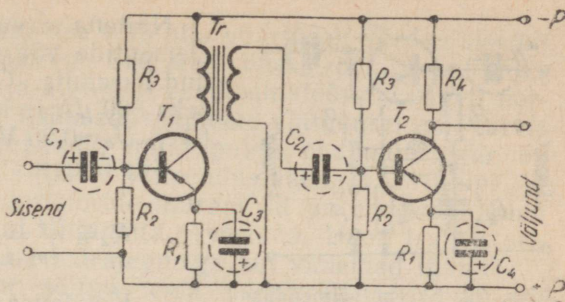 -P
Tr
R3
R3
T1
T2
Rk
C1
C2
+
-
+
Sisend
R2
C3
R2
Väljund
R1
+
R1
C4
+
+P